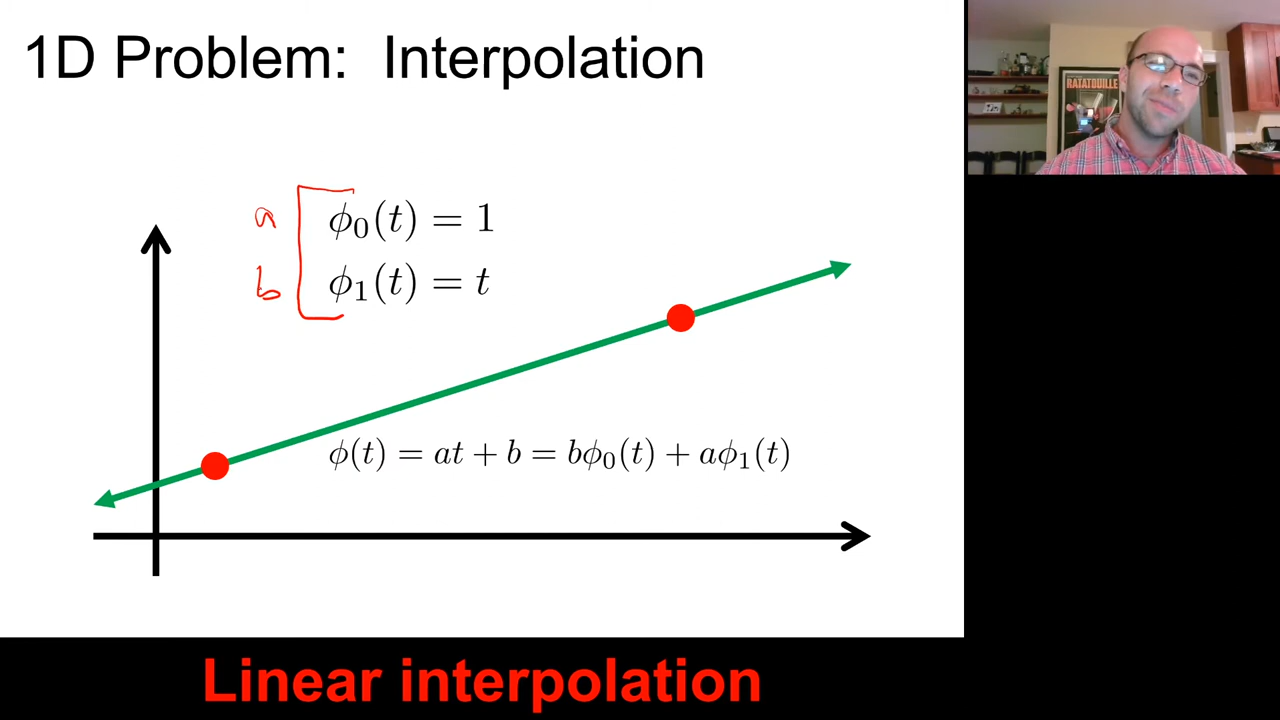 1D Problem: Interpolation
RATATOUILLE
a ϕ₀(t) = 1
b ϕ₁(t) = t
ϕ(t) = at + b = bϕ₀(t) + aϕ₁(t)
Linear interpolation